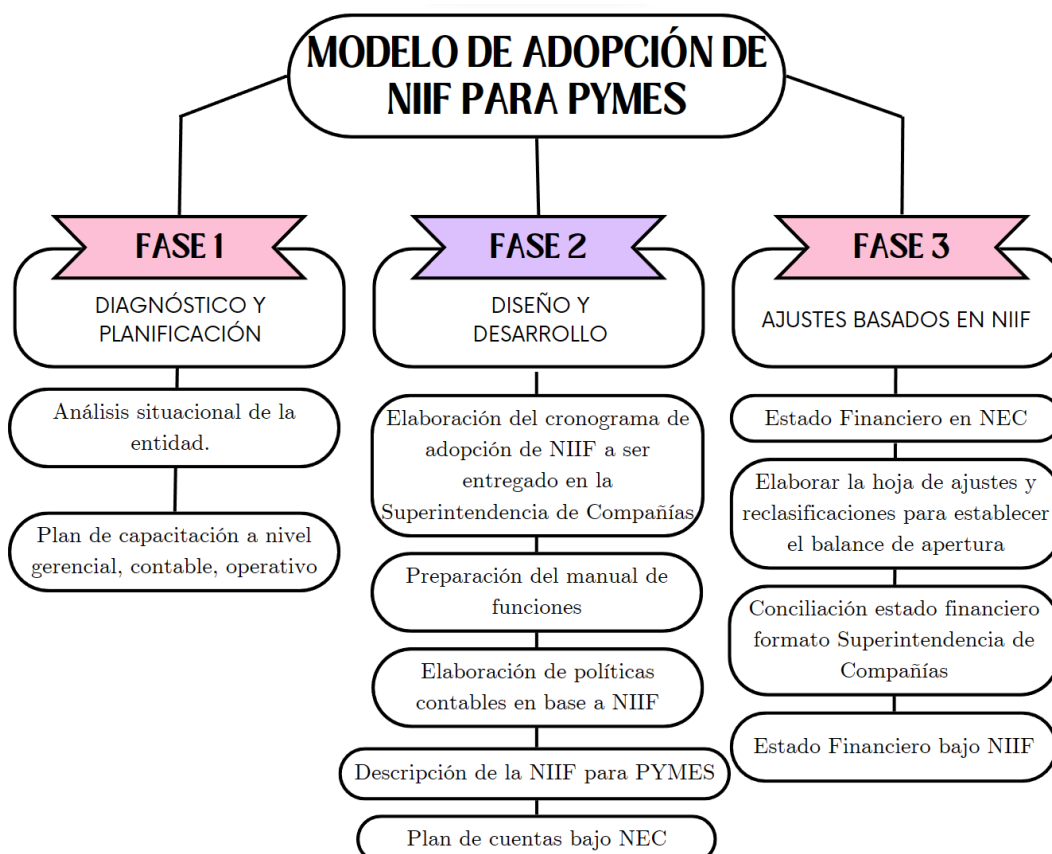 MODELO DE ADOPCIÓN DE
NIIF PARA PYMES
FASE 1
DIAGNÓSTICO Y
PLANIFICACIÓN
Análisis situacional de la
entidad.
Plan de capacitación a nivel
gerencial, contable, operativo
FASE 2
DISEÑO Y
DESARROLLO
Elaboración del cronograma de
adopción de NIIF a ser
entregado en la
Superintendencia de Compañías
Preparación del manual de
funciones
Elaboración de políticas
contables en base a NIIF
Descripción de la NIIF para PYMES
Plan de cuentas bajo NEC
FASE 3
AJUSTES BASADOS EN NIIF
Estado Financiero en NEC
Elaborar la hoja de ajustes y
reclasificaciones para establecer
el balance de apertura
Conciliación estado financiero
formato Superintendencia de
Compañías
Estado Financiero bajo NIIF